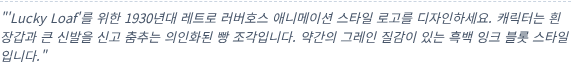 "'Lucky Loaf'를 위한 1930년대 레트로 러버호스 애니메이션 스타일 로고를 디자인하세요. 캐릭터는 흰
장갑과 큰 신발을 신고 춤추는 의인화된 빵 조각입니다. 약간의 그레인 질감이 있는 흑백 잉크 블롯 스타일
입니다."